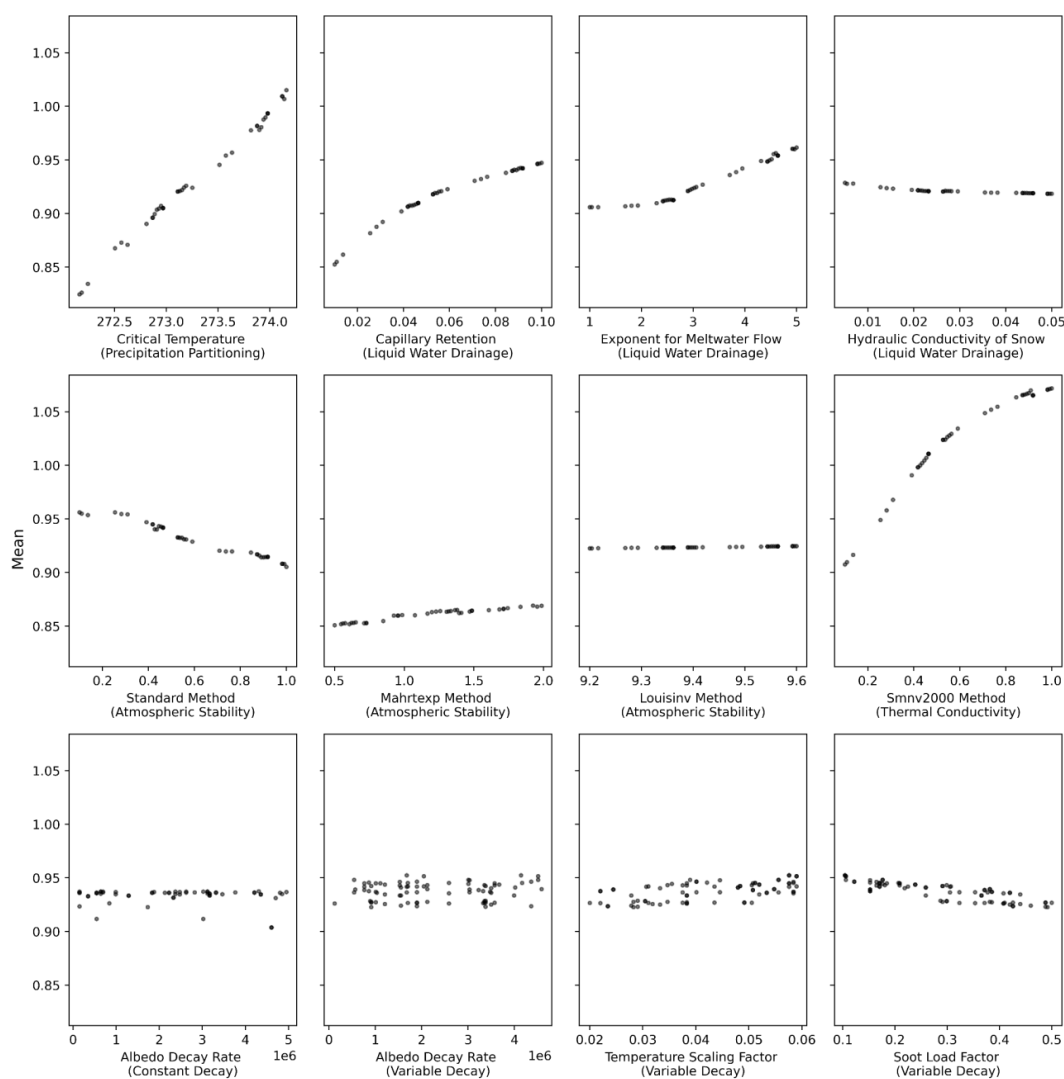 1.05
1.00
0.95
0.90
0.85
272.5 273.0 273.5 274.0
Critical Temperature
(Precipitation Partitioning)
0.02 0.04 0.06 0.08 0.10
Capillary Retention
(Liquid Water Drainage)
1 2 3 4 5
Exponent for Meltwater Flow
(Liquid Water Drainage)
0.01 0.02 0.03 0.04 0.05
Hydraulic Conductivity of Snow
(Liquid Water Drainage)
Mean
1.05
1.00
0.95
0.90
0.85
0.2 0.4 0.6 0.8 1.0
Standard Method
(Atmospheric Stability)
0.5 1.0 1.5 2.0
Mahrtexp Method
(Atmospheric Stability)
9.2 9.3 9.4 9.5 9.6
Louisinv Method
(Atmospheric Stability)
0.2 0.4 0.6 0.8 1.0
Smnv2000 Method
(Thermal Conductivity)
1.05
1.00
0.95
0.90
0.85
0 1 2 3 4 5
1e6
Albedo Decay Rate
(Constant Decay)
0 1 2 3 4
1e6
Albedo Decay Rate
(Variable Decay)
0.02 0.03 0.04 0.05 0.06
Temperature Scaling Factor
(Variable Decay)
0.1 0.2 0.3 0.4 0.5
Soot Load Factor
(Variable Decay)